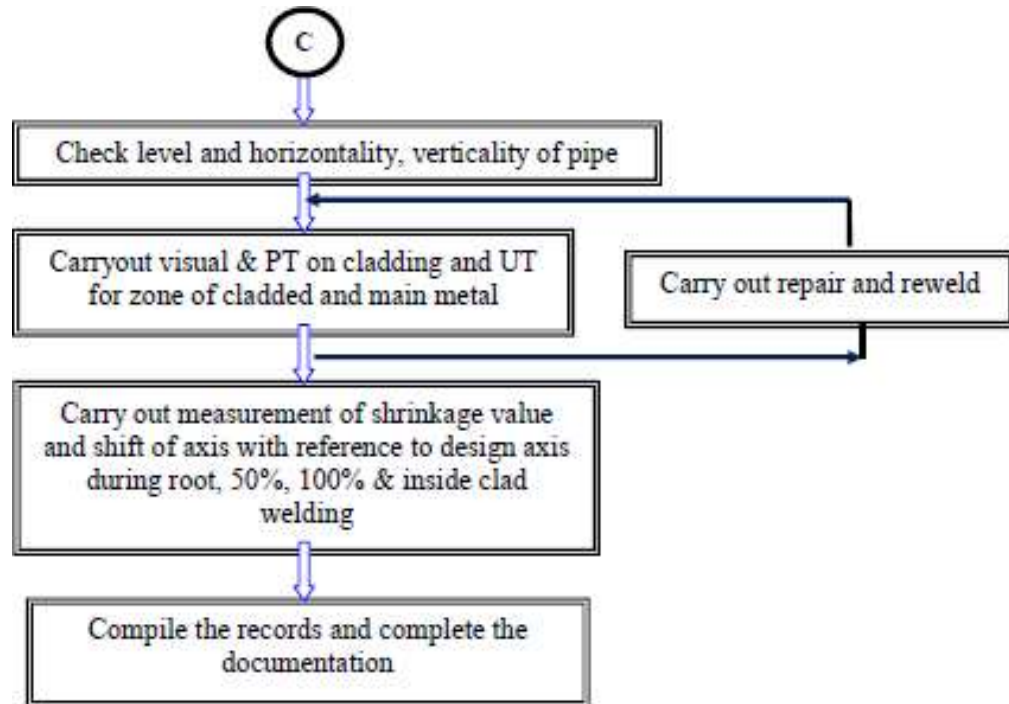 C
Check level and horizontality, verticality of pipe
Carryout visual & PT on cladding and UT
for zone of cladded and main metal
Carry out repair and reweld
Carry out measurement of shrinkage value
and shift of axis with reference to design axis
during root, 50%, 100% & inside clad
welding
Compile the records and complete the
documentation